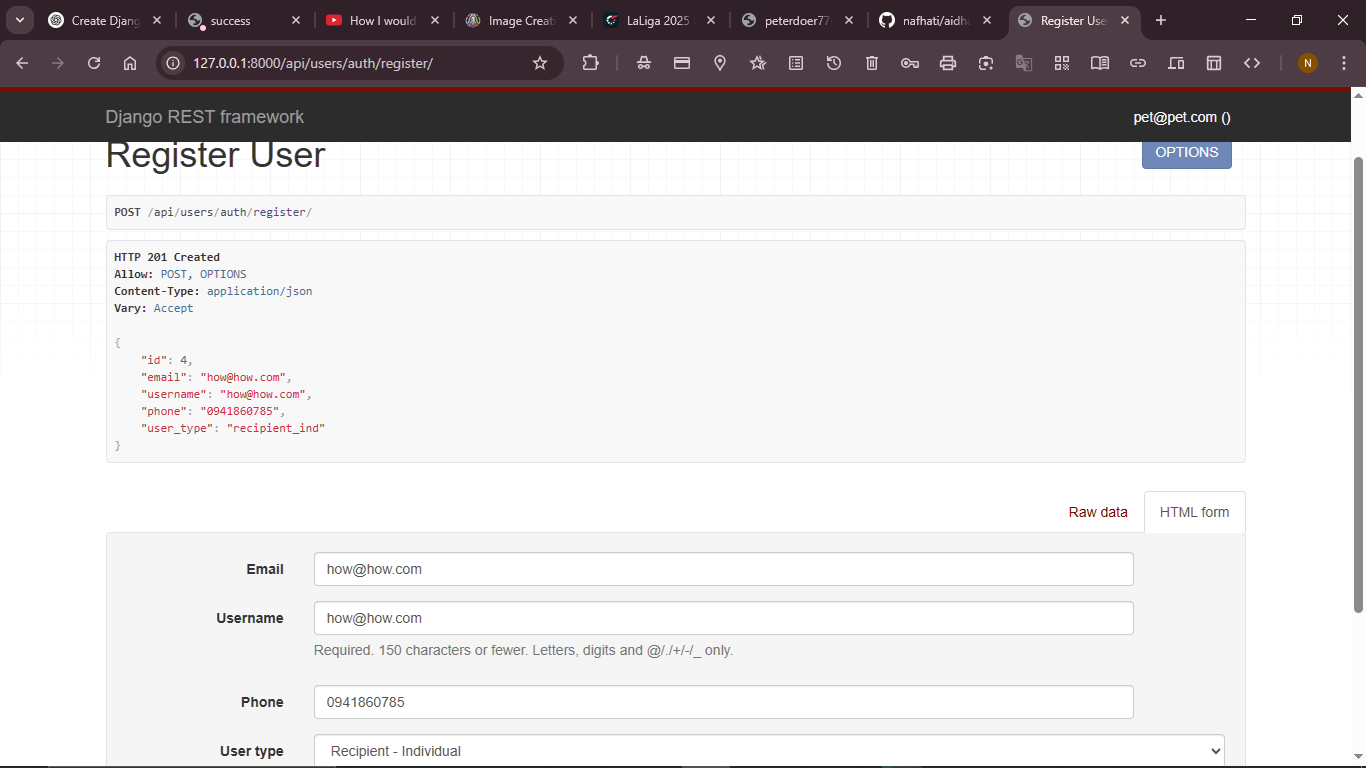 Create Djang
success
How I would
Image Creati
LaLiga 2025
peterdoer77
nafhati/aidha
Register Use
127.0.0.1:8000/api/users/auth/register/
N
Django REST framework
pet@pet.com ()
Register User
OPTIONS
POST /api/users/auth/register/
HTTP 201 Created
Allow: POST, OPTIONS
Content-Type: application/json
Vary: Accept
{
"id": 4,
"email": "how@how.com",
"username": "how@how.com",
"phone": "0941860785",
"user_type": "recipient_ind"
}
Raw data
HTML form
Email
how@how.com
Username
how@how.com
Required. 150 characters or fewer. Letters, digits and @/./+/-/_ only.
Phone
0941860785
User type
Recipient - Individual